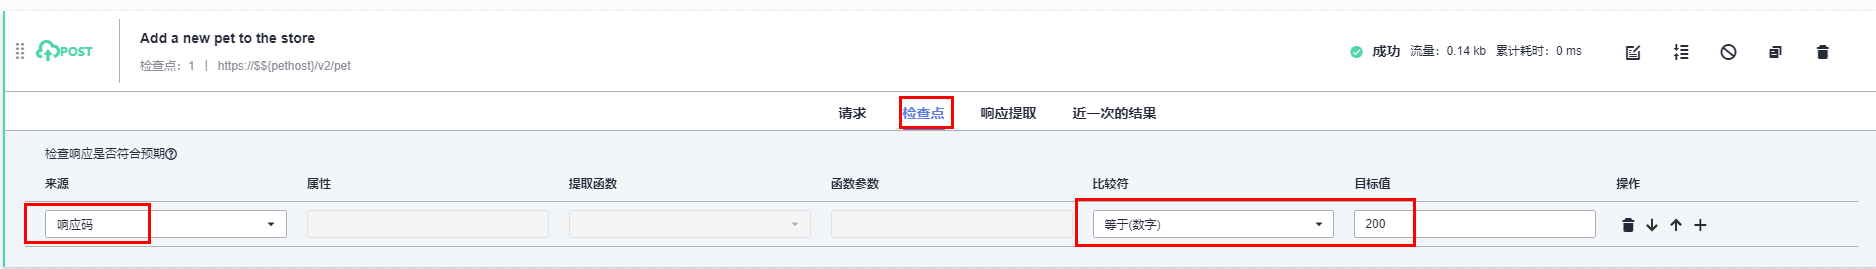 POST
Add a new pet to the store
检查点：1 | https://$${pethost}/v2/pet
成功 流量：0.14 kb 累计耗时：0 ms
请求 检查点 响应提取 近一次的结果
检查响应是否符合预期
来源 属性 提取函数 函数参数 比较符 目标值 操作
响应码 等于(数字) 200